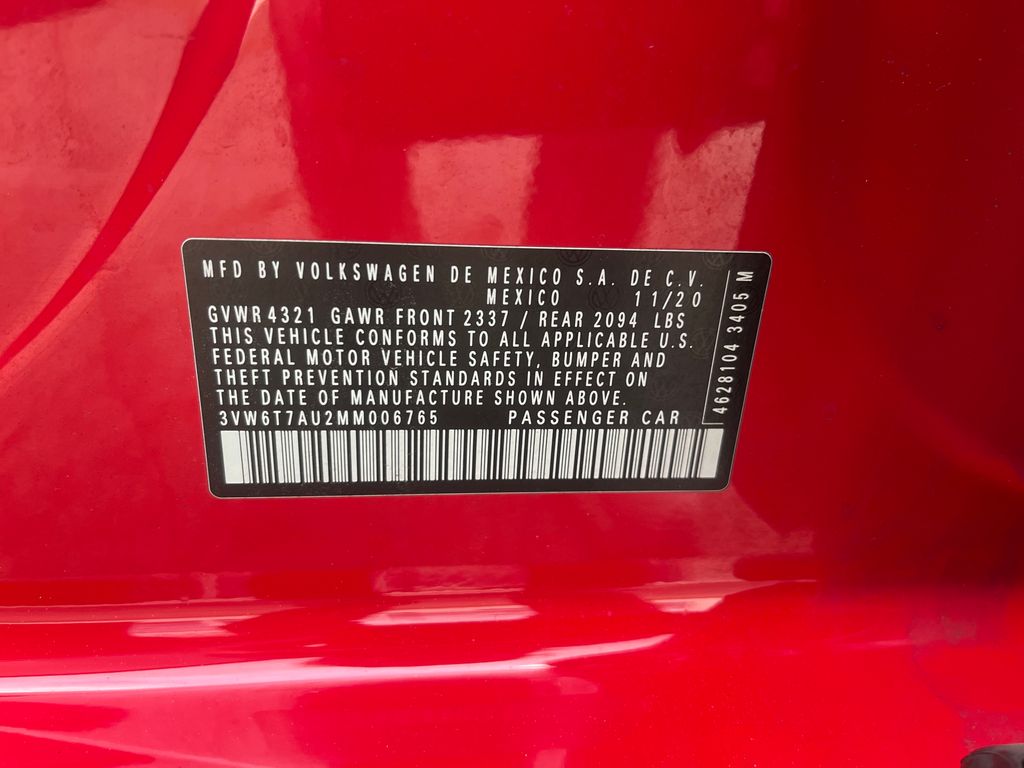 MFD BY VOLKSWAGEN DE MEXICO S.A. DE C.V.
MEXICO 11/20
GVWR 4321 GAWR FRONT 2337 / REAR 2094 LBS
THIS VEHICLE CONFORMS TO ALL APPLICABLE U.S.
FEDERAL MOTOR VEHICLE SAFETY, BUMPER AND
THEFT PREVENTION STANDARDS IN EFFECT ON
THE DATE OF MANUFACTURE SHOWN ABOVE.
3VW6T7AU2MM006765 PASSENGER CAR
4628104 3405 M